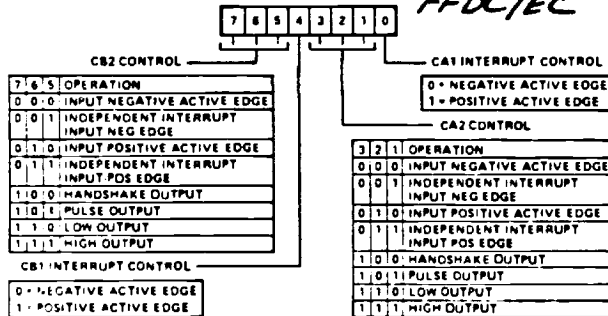 FFDC/EC
7 6 5 4 3 2 1 0
CB2 CONTROL
CA1 INTERRUPT CONTROL
0 = NEGATIVE ACTIVE EDGE
1 = POSITIVE ACTIVE EDGE
7 6 5 OPERATION
0 0 0 INPUT NEGATIVE ACTIVE EDGE
0 0 1 INDEPENDENT INTERRUPT
INPUT NEG EDGE
0 1 0 INPUT POSITIVE ACTIVE EDGE
0 1 1 INDEPENDENT INTERRUPT
INPUT POS EDGE
1 0 0 HANDSHAKE OUTPUT
1 0 1 PULSE OUTPUT
1 1 0 LOW OUTPUT
1 1 1 HIGH OUTPUT
CA2 CONTROL
3 2 1 OPERATION
0 0 0 INPUT NEGATIVE ACTIVE EDGE
0 0 1 INDEPENDENT INTERRUPT
INPUT NEG EDGE
0 1 0 INPUT POSITIVE ACTIVE EDGE
0 1 1 INDEPENDENT INTERRUPT
INPUT POS EDGE
1 0 0 HANDSHAKE OUTPUT
1 0 1 PULSE OUTPUT
1 1 0 LOW OUTPUT
1 1 1 HIGH OUTPUT
CB1 INTERRUPT CONTROL
0 = NEGATIVE ACTIVE EDGE
1 = POSITIVE ACTIVE EDGE